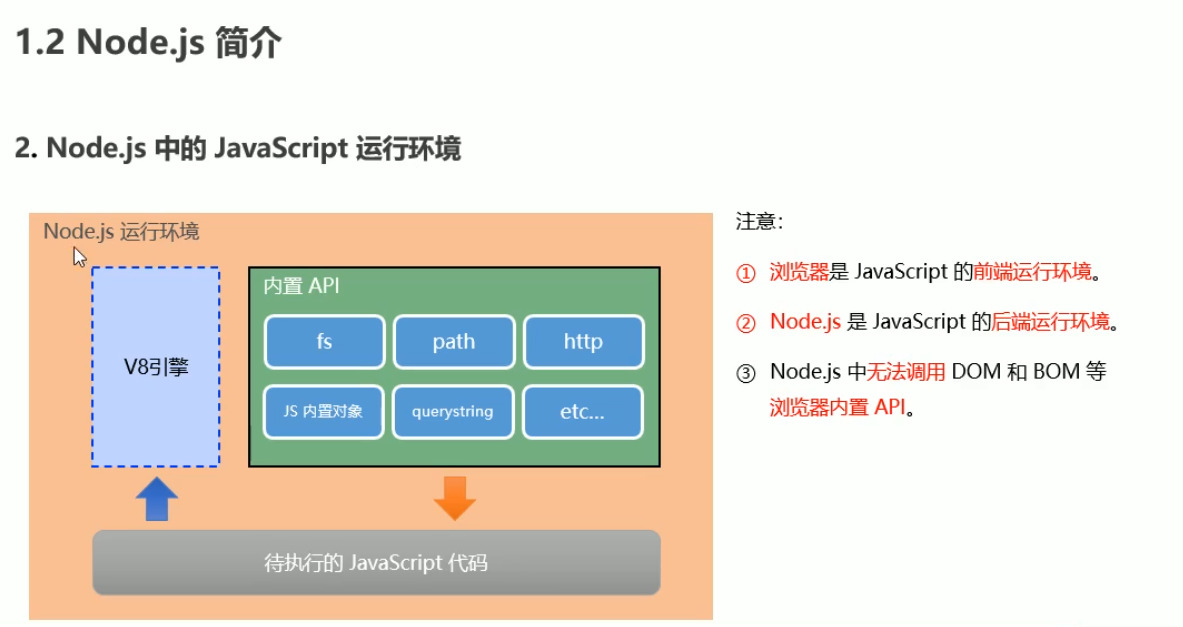 1.2 Node.js 简介
2. Node.js 中的 JavaScript 运行环境
Node.js 运行环境
V8引擎
内置 API
fs
path
http
JS 内置对象
querystring
etc...
待执行的 JavaScript 代码
注意：
① 浏览器是 JavaScript 的前端运行环境。
② Node.js 是 JavaScript 的后端运行环境。
③ Node.js 中无法调用 DOM 和 BOM 等
浏览器内置 API。